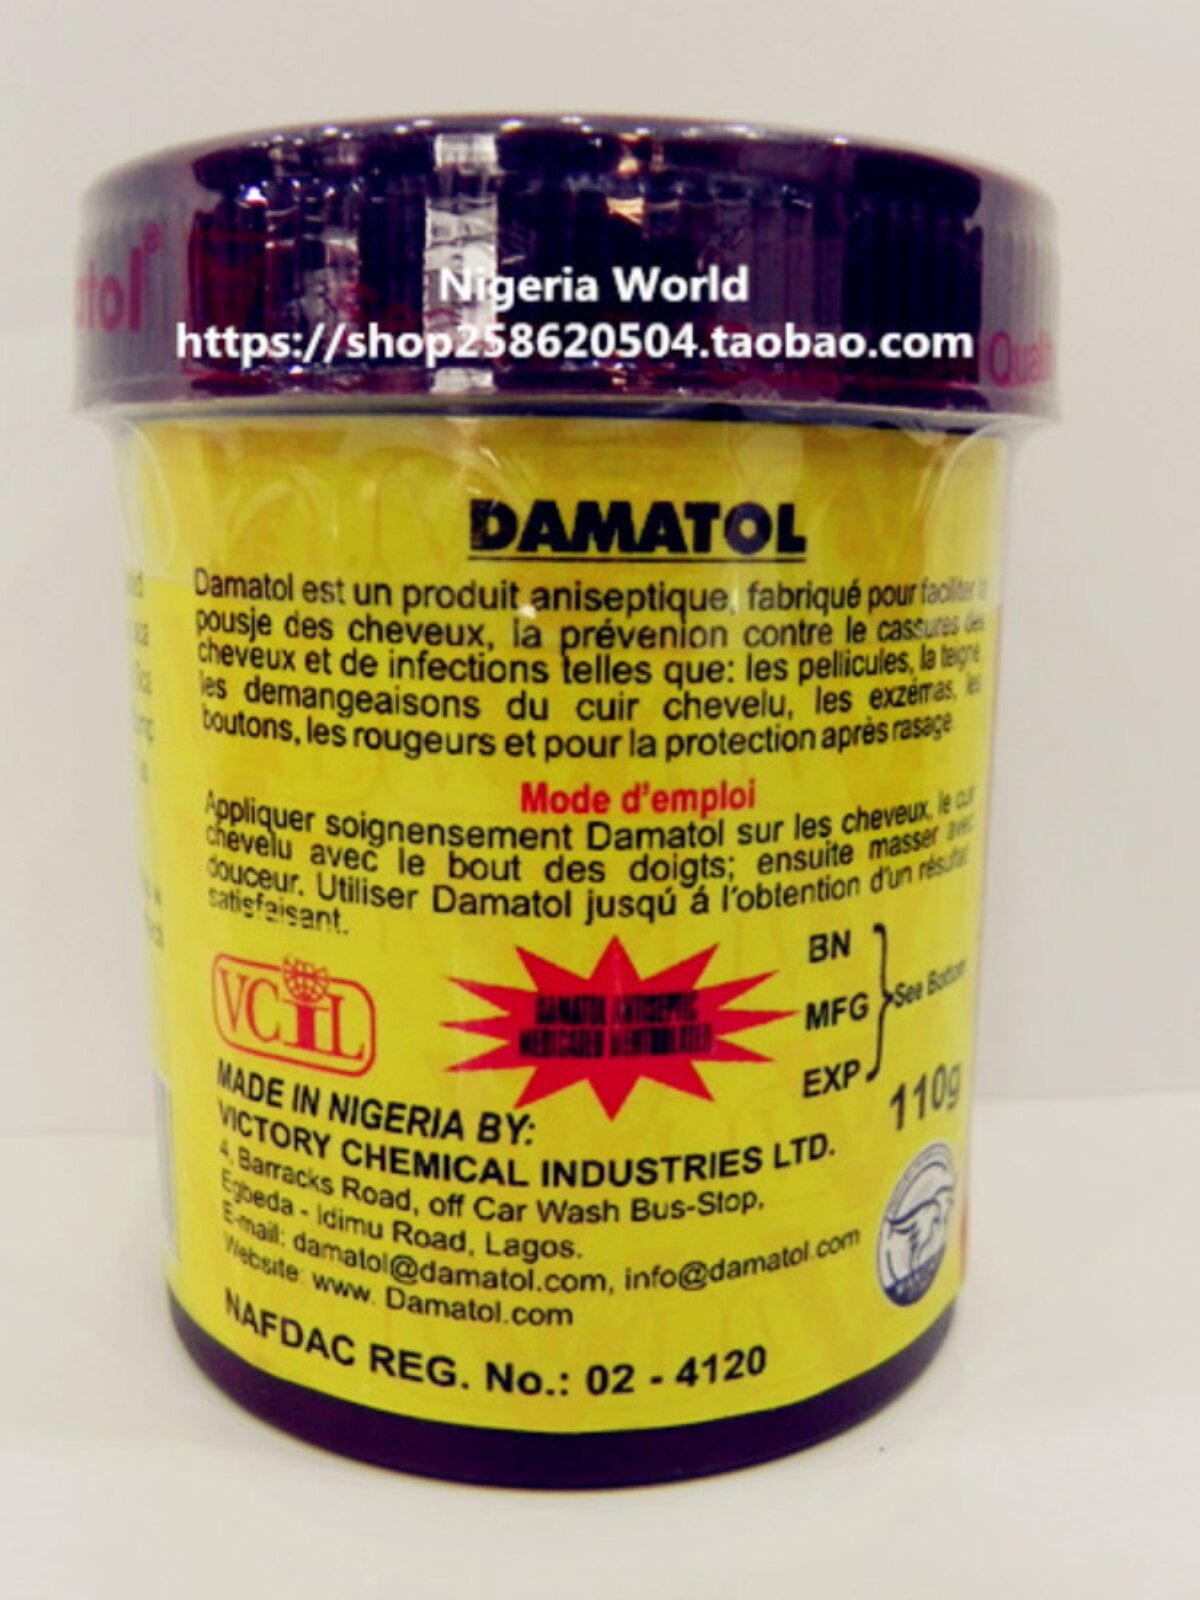 Nigeria World
https://shop258620504.taobao.com
atol®
DAMATOL
Damatol est un produit aniseptique, fabriqué pour faciliter la
pousje des cheveux, la prévenion contre le cassures des
cheveux et de infections telles que: les pellicules, la teigne,
les demangeaisons du cuir chevelu, les exzémas, les
boutons, les rougeurs et pour la protection après rasage.
Mode d'emploi
Appliquer soignensement Damatol sur les cheveux, le cuir
chevelu avec le bout des doigts; ensuite masser avec
douceur. Utiliser Damatol jusqú á l'obtention d'un résultat
satisfaisant.
VCIL
DAMATOL ANTISEPTIC
MEDICATED MENTHOLATED
BN
MFG
EXP
See Bottom
110g
MADE IN NIGERIA BY:
VICTORY CHEMICAL INDUSTRIES LTD.
4, Barracks Road, off Car Wash Bus-Stop,
Egbeda - Idimu Road, Lagos.
E-mail: damatol@damatol.com, info@damatol.com
Website: www. Damatol.com
NAFDAC REG. No.: 02 - 4120